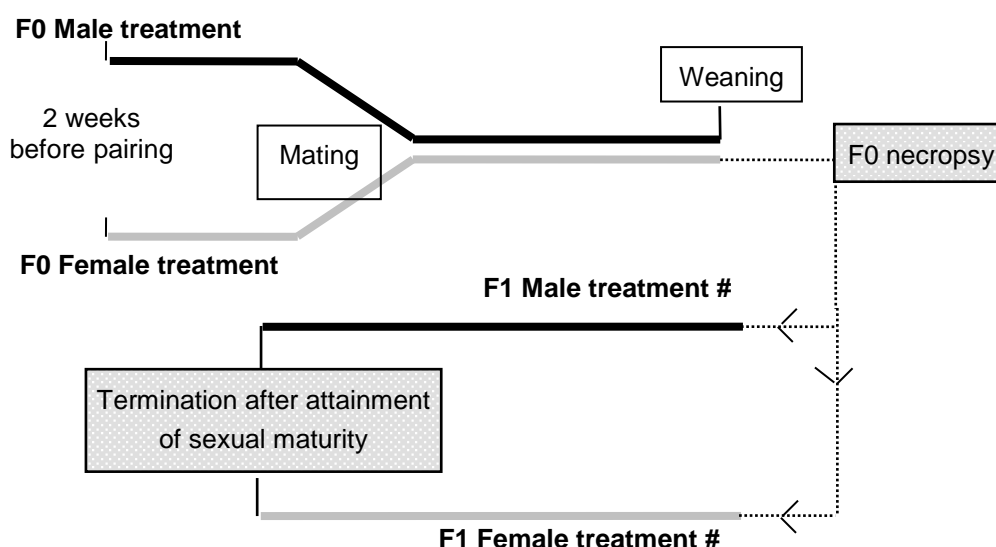 F0 Male treatment
Weaning
2 weeks
before pairing
Mating
F0 necropsy
F0 Female treatment
F1 Male treatment #
Termination after attainment
of sexual maturity
F1 Female treatment #